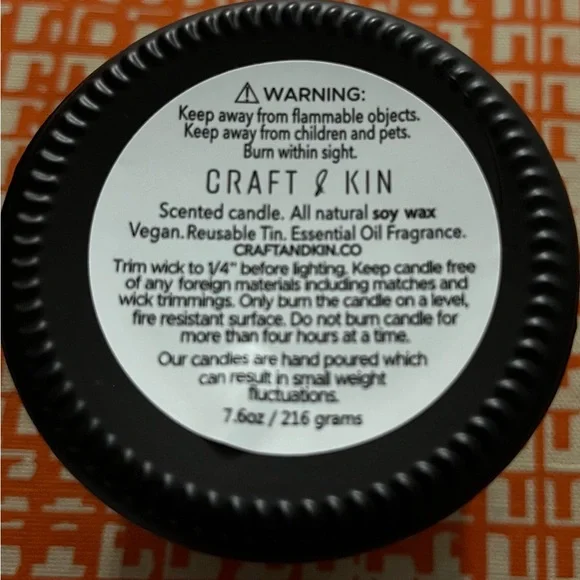 ⚠ WARNING:
Keep away from flammable objects.
Keep away from children and pets.
Burn within sight.
CRAFT & KIN
Scented candle. All natural soy wax
Vegan. Reusable Tin. Essential Oil Fragrance.
CRAFTANDKIN.CO
Trim wick to 1/4" before lighting. Keep candle free
of any foreign materials including matches and
wick trimmings. Only burn the candle on a level,
fire resistant surface. Do not burn candle for
more than four hours at a time.
Our candles are hand poured which
can result in small weight
fluctuations.
7.6oz / 216 grams